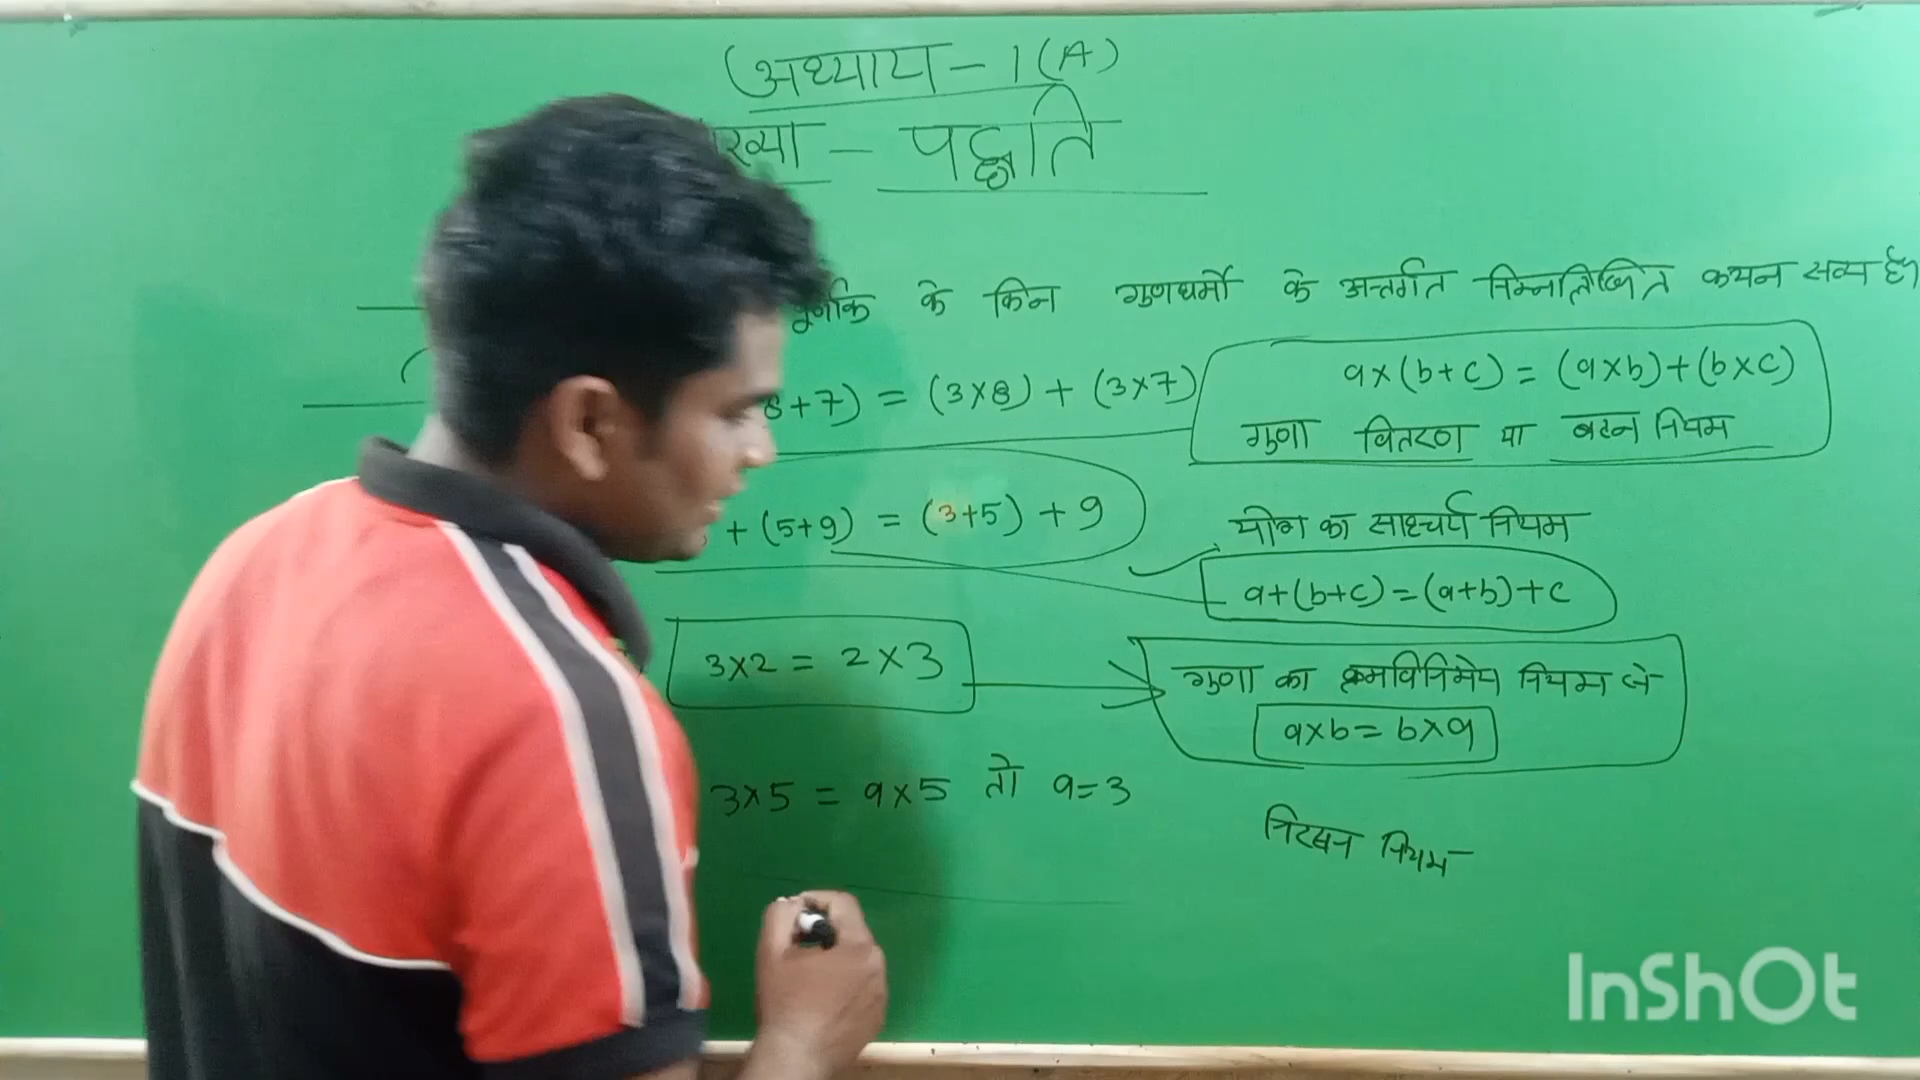 अध्याय - 1 (A)
ख्या - पद्धति
पूर्णांक के किन गुणधर्मो के अन्तर्गत निम्नलिखित कथन सत्य है।
8+7) = (3×8) + (3×7)
a×(b+c) = (a×b)+(b×c)
गुणा वितरण या बटन नियम
+ (5+9) = (3+5) + 9
योग का साहचर्य नियम
a+(b+c)=(a+b)+c
3×2 = 2×3
गुणा का क्रमविनिमेय नियम से
a×b = b×a
3×5 = a×5 तो a=3
नियम
InShOt